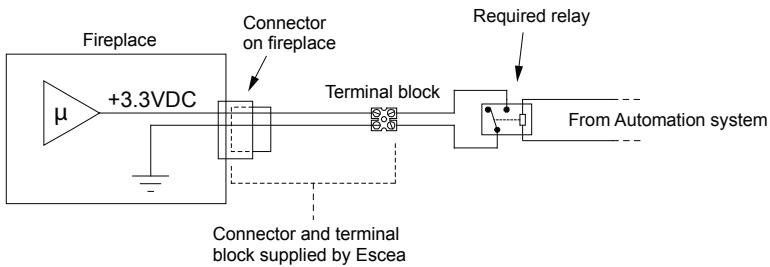 Required relay
Connector
on fireplace
Fireplace
Terminal block
+3.3VDC
µ
From Automation system
Connector and terminal
block supplied by Escea